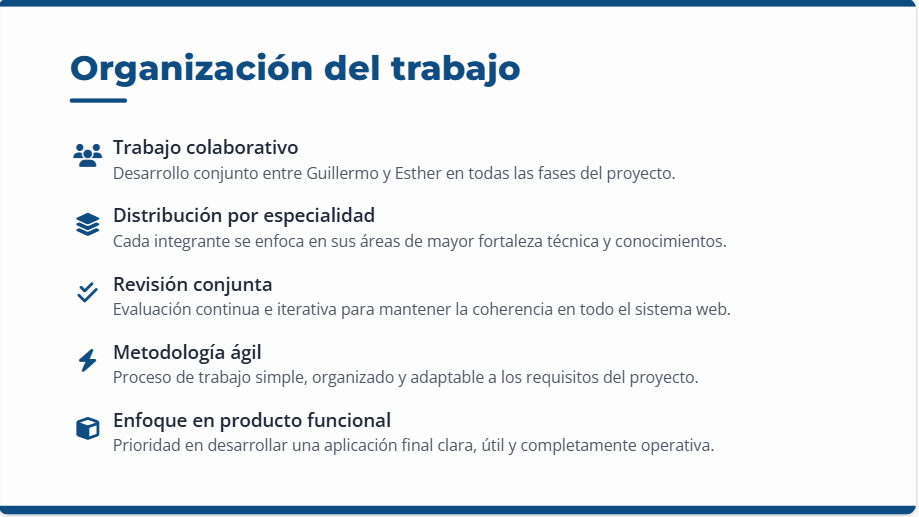 Organización del trabajo
Trabajo colaborativo
Desarrollo conjunto entre Guillermo y Esther en todas las fases del proyecto.
Distribución por especialidad
Cada integrante se enfoca en sus áreas de mayor fortaleza técnica y conocimientos.
Revisión conjunta
Evaluación continua e iterativa para mantener la coherencia en todo el sistema web.
Metodología ágil
Proceso de trabajo simple, organizado y adaptable a los requisitos del proyecto.
Enfoque en producto funcional
Prioridad en desarrollar una aplicación final clara, útil y completamente operativa.